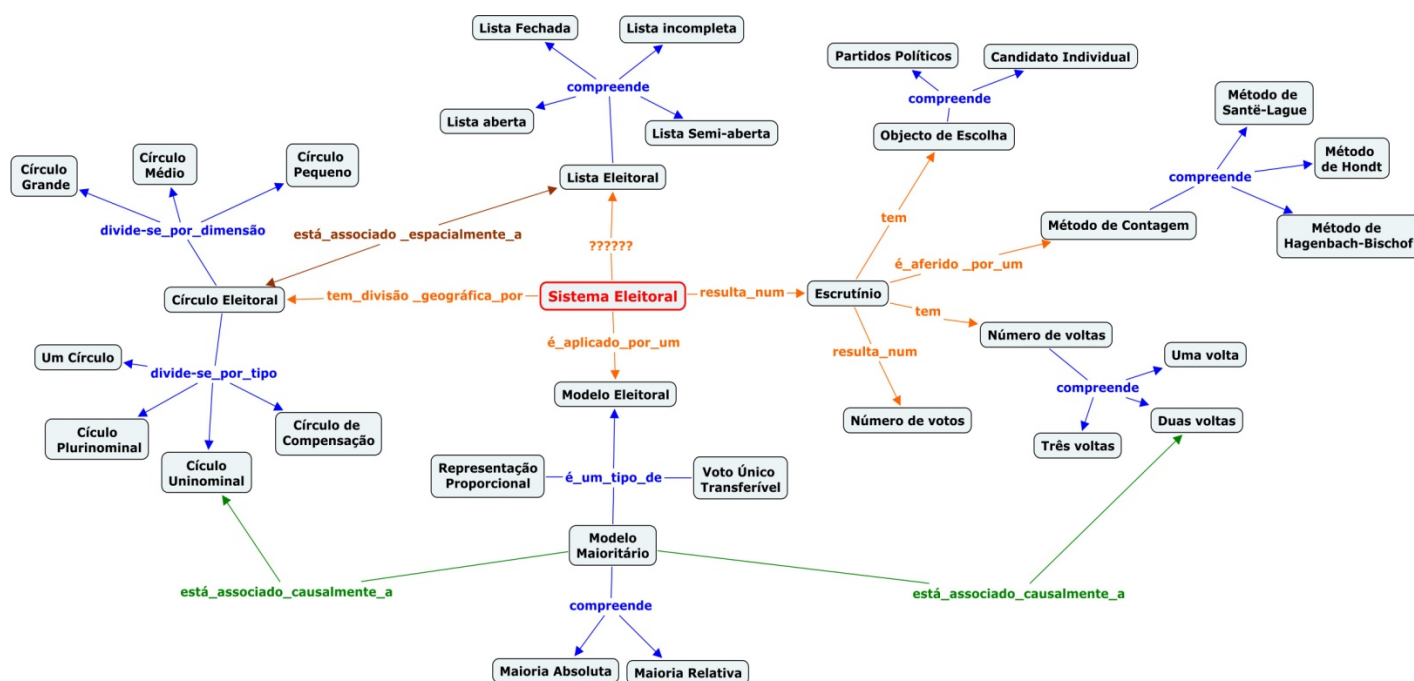 Lista Fechada
Lista incompleta
compreende
Lista aberta
Lista Semi-aberta
Lista Eleitoral
Partidos Políticos
Candidato Individual
compreende
Objecto de Escolha
Método de
Santë-Lague
Método
de Hondt
compreende
Método de
Hagenbach-Bischof
Método de Contagem
Círculo
Grande
Círculo
Médio
Círculo
Pequeno
divide-se_por_dimensão
está_associado _espacialmente_a
??????
tem
é_aferido _por_um
Círculo Eleitoral
tem_divisão _geográfica_por
Sistema Eleitoral
resulta_num
Escrutínio
tem
é_aplicado_por_um
resulta_num
Número de voltas
Uma volta
compreende
Três voltas
Duas voltas
Número de votos
Um Círculo
divide-se_por_tipo
Cículo
Plurinominal
Cículo
Uninominal
Círculo de
Compensação
Modelo Eleitoral
Representação
Proporcional
é_um_tipo_de
Voto Único
Transferível
Modelo
Maioritário
está_associado_causalmente_a
está_associado_causalmente_a
compreende
Maioria Absoluta
Maioria Relativa